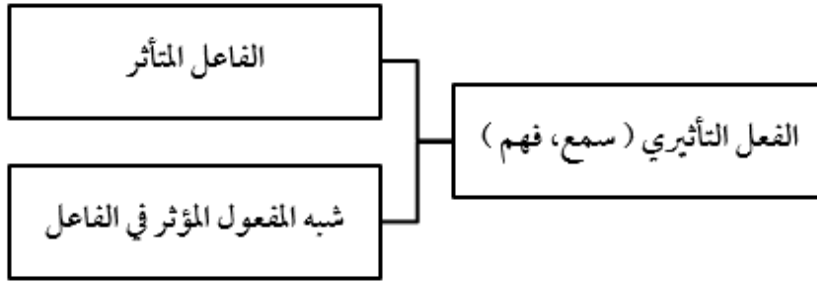 الفعل التأثيري ( سمع، فهم )
الفاعل المتأثر
شبه المفعول المؤثر في الفاعل